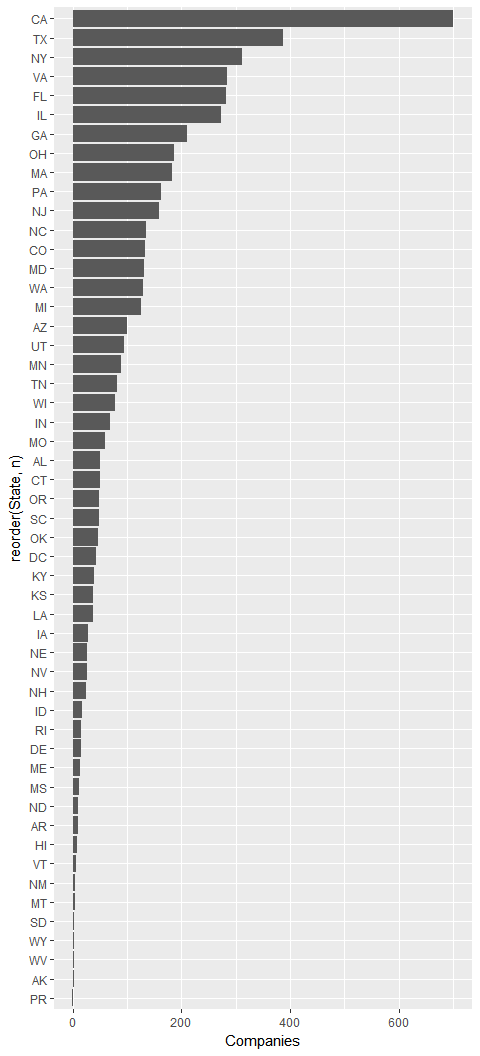 CA
TX
NY
VA
FL
IL
GA
OH
MA
PA
NJ
NC
CO
MD
WA
MI
AZ
UT
MN
TN
WI
IN
MO
AL
CT
OR
SC
OK
DC
KY
KS
LA
IA
NE
NV
NH
ID
RI
DE
ME
MS
ND
AR
HI
VT
NM
MT
SD
WY
WV
AK
PR
reorder(State, n)
0 200 400 600
Companies